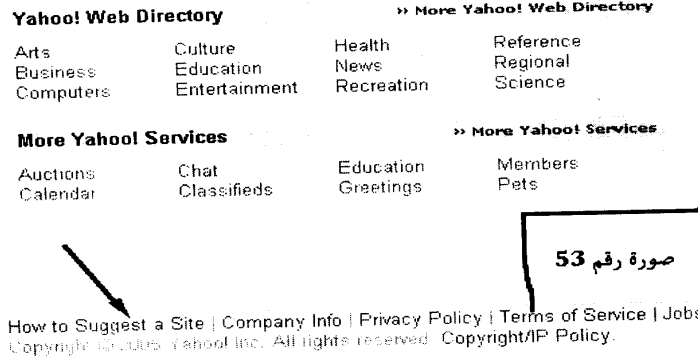 Yahoo! Web Directory ›› More Yahoo! Web Directory
Arts Culture Health Reference
Business Education News Regional
Computers Entertainment Recreation Science
More Yahoo! Services ›› More Yahoo! Services
Auctions Chat Education Members
Calendar Classifieds Greetings Pets
صورة رقم 53
How to Suggest a Site | Company Info | Privacy Policy | Terms of Service | Jobs
Copyright © Yahoo! Inc. All rights reserved. Copyright/IP Policy.